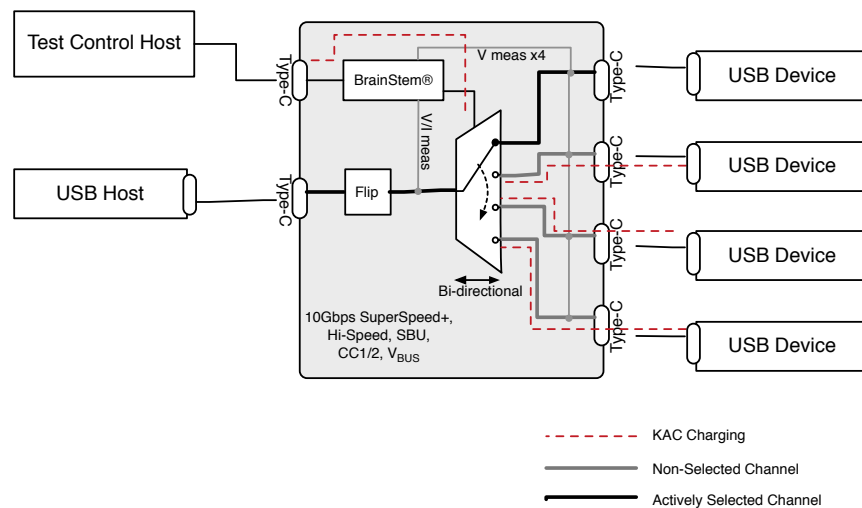 Test Control Host
Type-C
BrainStem®
V meas x4
V/I meas
Type-C
USB Device
Type-C
USB Device
USB Host
Type-C
Flip
Type-C
USB Device
Bi-directional
10Gbps SuperSpeed+,
Hi-Speed, SBU,
CC1/2, VBUS
Type-C
USB Device
KAC Charging
Non-Selected Channel
Actively Selected Channel